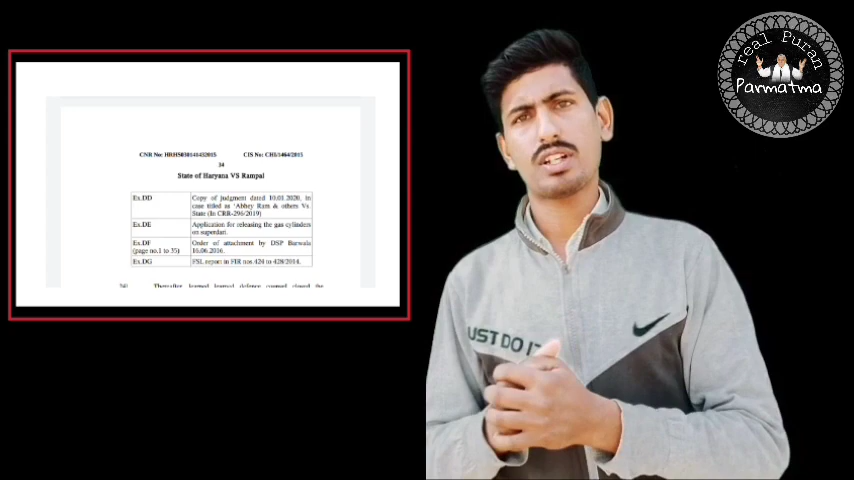 CNR No: HRHS030141432015 CIS No: CHI/1464/2015
34
State of Haryana VS Rampal
Ex.DD Copy of judgment dated 10.01.2020, in
case titled as 'Abhey Ram & others Vs.
State (In CRR-296/2019)
Ex.DE Application for releasing the gas cylinders
on superdari.
Ex.DF Order of attachment by DSP Barwala
(page no.1 to 35) 16.06.2016.
Ex.DG FSL report in FIR nos.424 to 428/2014.
Thereafter learned learned defence counsel closed the
real Puran
Parmatma
UST DO IT